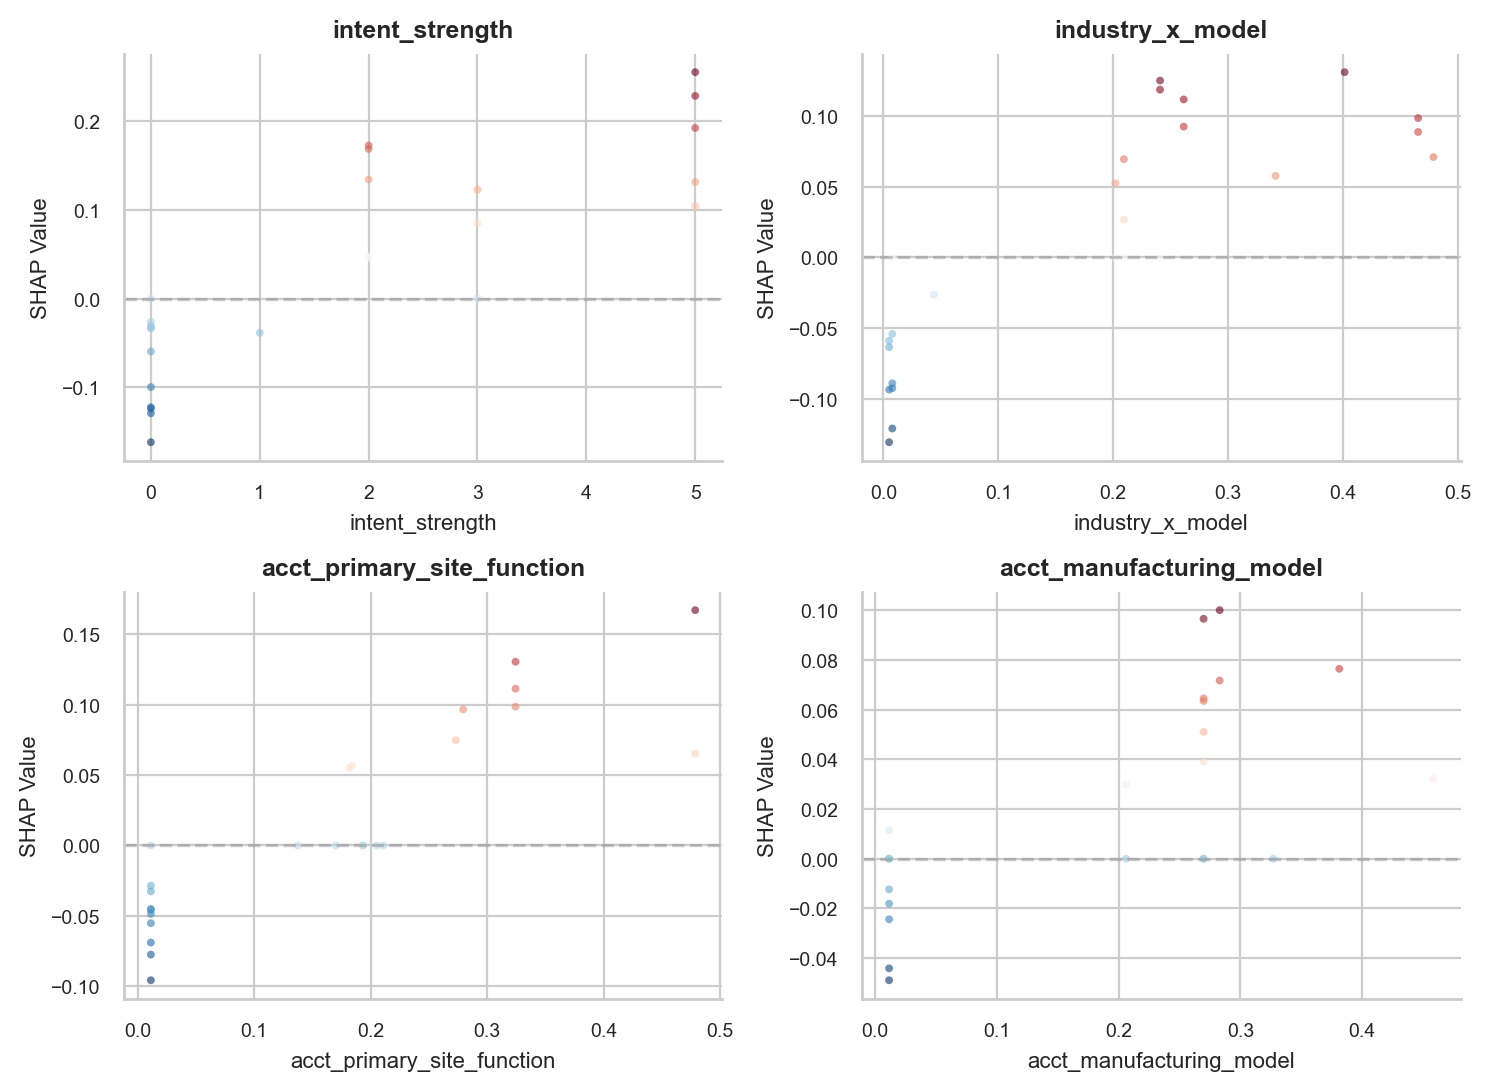 intent_strength
SHAP Value
0.2
0.1
0.0
−0.1
0 1 2 3 4 5
intent_strength
industry_x_model
SHAP Value
0.10
0.05
0.00
−0.05
−0.10
0.0 0.1 0.2 0.3 0.4 0.5
industry_x_model
acct_primary_site_function
SHAP Value
0.15
0.10
0.05
0.00
−0.05
−0.10
0.0 0.1 0.2 0.3 0.4 0.5
acct_primary_site_function
acct_manufacturing_model
SHAP Value
0.10
0.08
0.06
0.04
0.02
0.00
−0.02
−0.04
0.0 0.1 0.2 0.3 0.4
acct_manufacturing_model